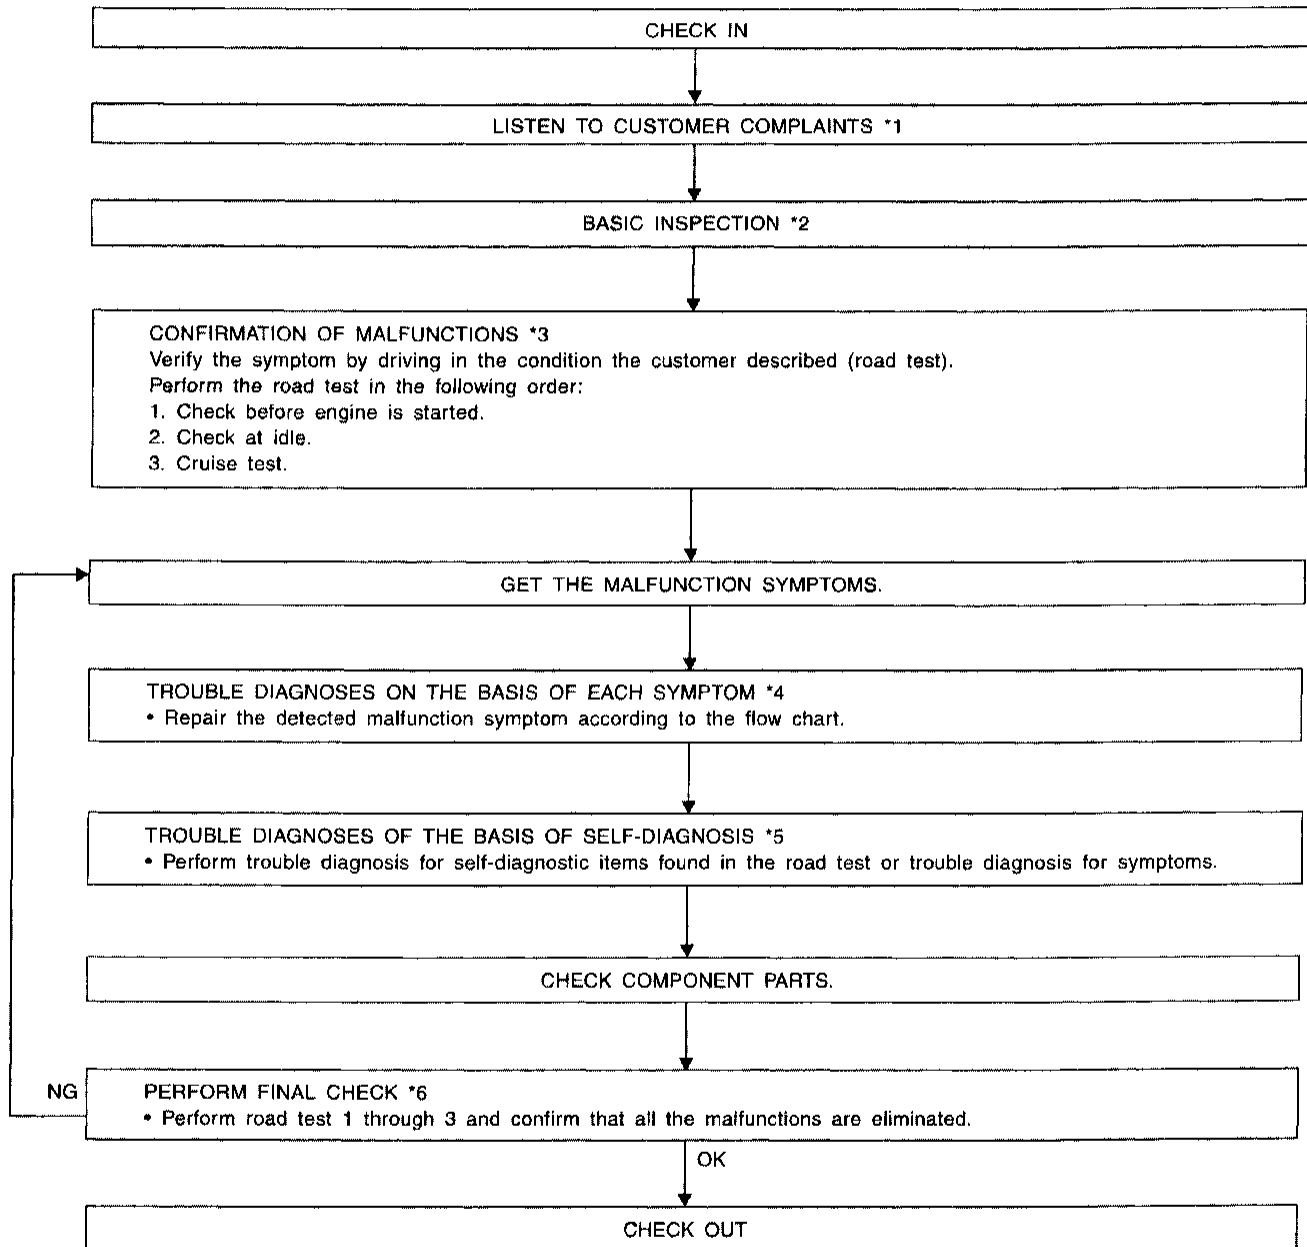 CHECK IN
LISTEN TO CUSTOMER COMPLAINTS *1
BASIC INSPECTION *2
CONFIRMATION OF MALFUNCTIONS *3
Verify the symptom by driving in the condition the customer described (road test).
Perform the road test in the following order:
1. Check before engine is started.
2. Check at idle.
3. Cruise test.
GET THE MALFUNCTION SYMPTOMS.
TROUBLE DIAGNOSES ON THE BASIS OF EACH SYMPTOM *4
• Repair the detected malfunction symptom according to the flow chart.
TROUBLE DIAGNOSES OF THE BASIS OF SELF-DIAGNOSIS *5
• Perform trouble diagnosis for self-diagnostic items found in the road test or trouble diagnosis for symptoms.
CHECK COMPONENT PARTS.
NG
PERFORM FINAL CHECK *6
• Perform road test 1 through 3 and confirm that all the malfunctions are eliminated.
OK
CHECK OUT